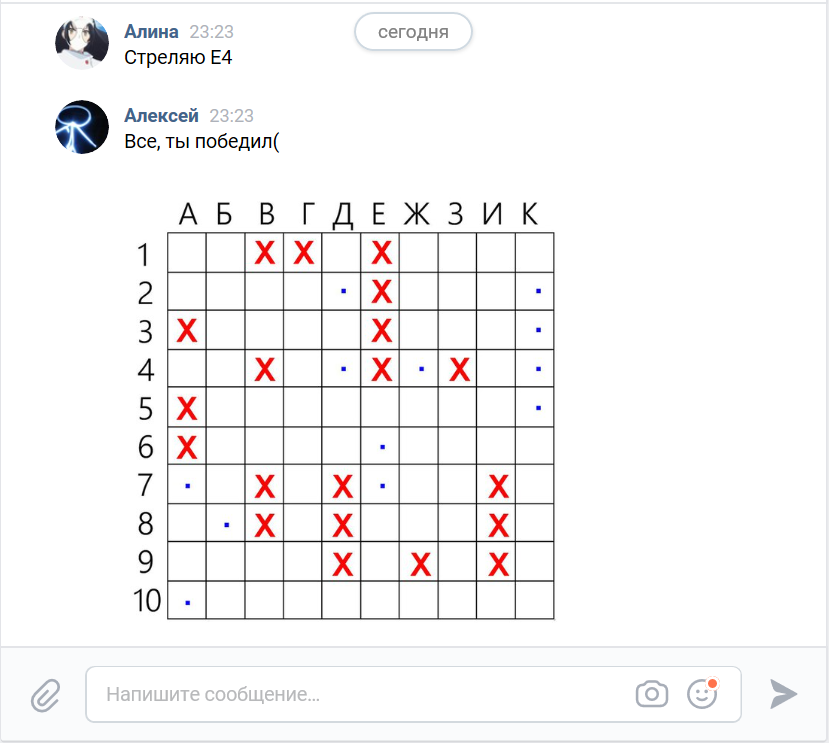 сегодня
Алина 23:23
Стреляю Е4
Алексей 23:23
Все, ты победил(
А Б В Г Д Е Ж З И К
1 X X X
2 . X .
3 X X .
4 X . X . X .
5 X .
6 X .
7 . X X . X
8 . X X X
9 X X X
10 .
Напишите сообщение...